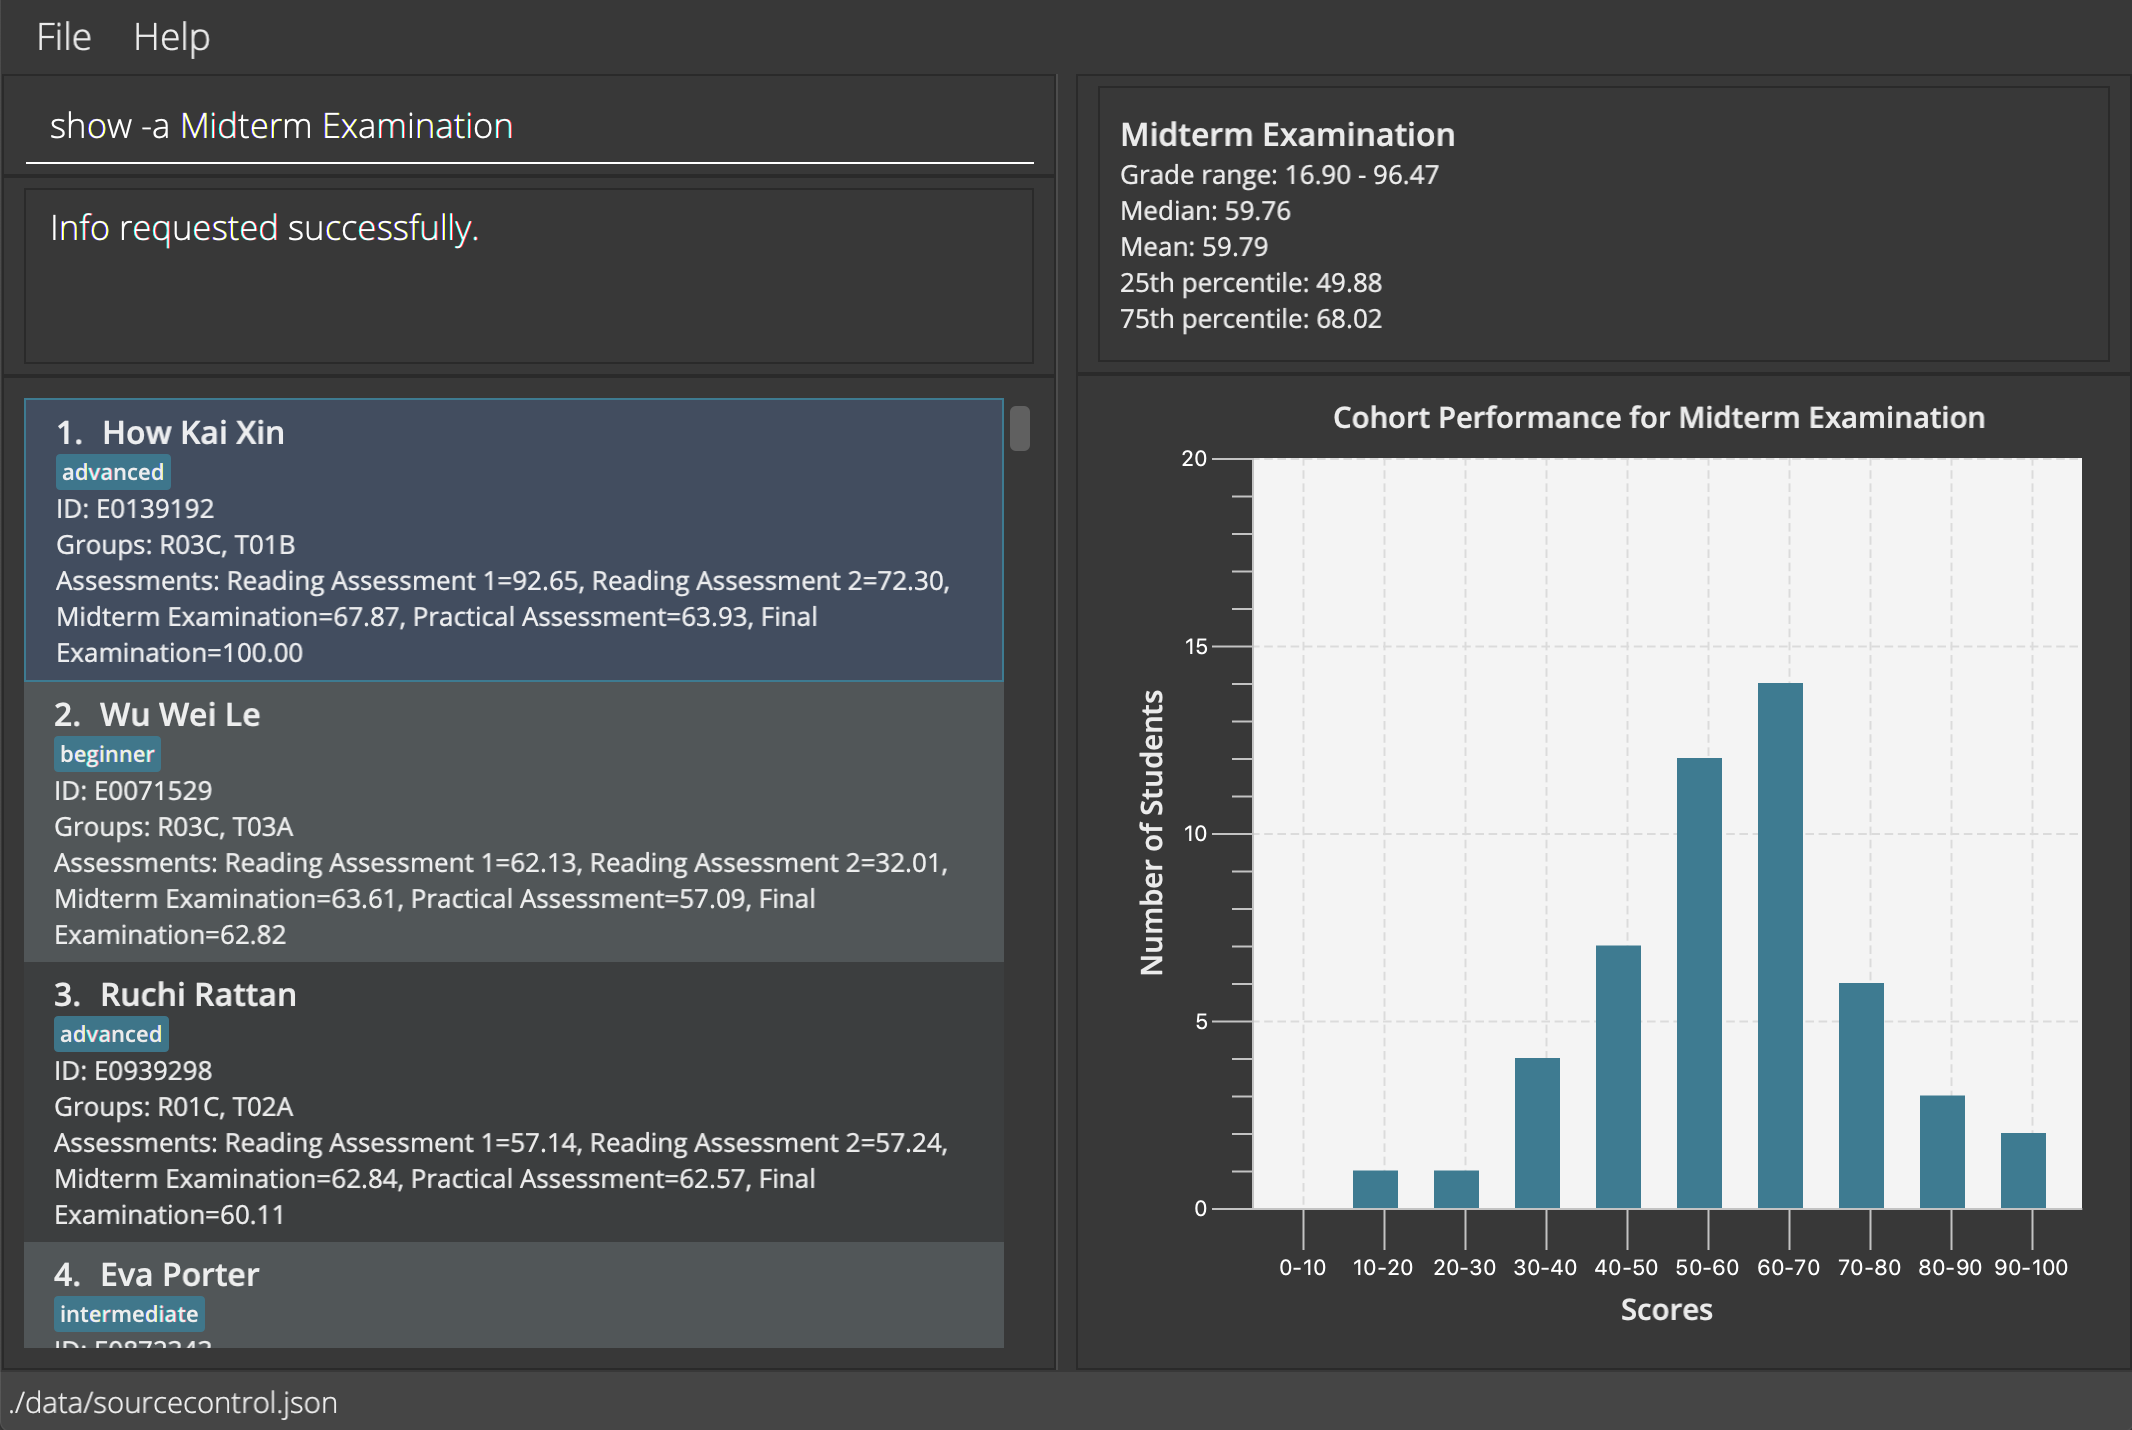 File Help
show -a Midterm Examination
Info requested successfully.
1. How Kai Xin
advanced
ID: E0139192
Groups: R03C, T01B
Assessments: Reading Assessment 1=92.65, Reading Assessment 2=72.30,
Midterm Examination=67.87, Practical Assessment=63.93, Final
Examination=100.00
2. Wu Wei Le
beginner
ID: E0071529
Groups: R03C, T03A
Assessments: Reading Assessment 1=62.13, Reading Assessment 2=32.01,
Midterm Examination=63.61, Practical Assessment=57.09, Final
Examination=62.82
3. Ruchi Rattan
advanced
ID: E0939298
Groups: R01C, T02A
Assessments: Reading Assessment 1=57.14, Reading Assessment 2=57.24,
Midterm Examination=62.84, Practical Assessment=62.57, Final
Examination=60.11
4. Eva Porter
intermediate
ID:
Midterm Examination
Grade range: 16.90 - 96.47
Median: 59.76
Mean: 59.79
25th percentile: 49.88
75th percentile: 68.02
Cohort Performance for Midterm Examination
Number of Students
20
15
10
5
0
0-10 10-20 20-30 30-40 40-50 50-60 60-70 70-80 80-90 90-100
Scores
./data/sourcecontrol.json